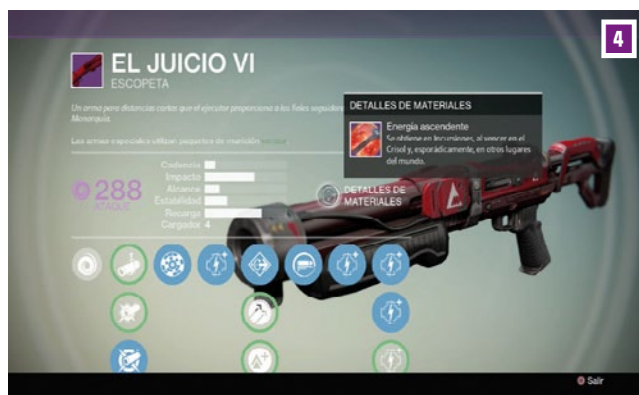 4
EL JUICIO VI
ESCOPETA
Un arma para distancias cortas que el ejecutor proporciona a los fieles seguidores
Monarquía.
Las armas especiales utilizan paquetes de munición
DETALLES DE MATERIALES
Energía ascendente
Se obtiene en Incursiones, al vencer en el
Crisol y, esporádicamente, en otros lugares
del mundo.
288
ATAQUE
Cadencia
Impacto
Alcance
Estabilidad
Recarga
Cargador 4
DETALLES DE
MATERIALES
Salir